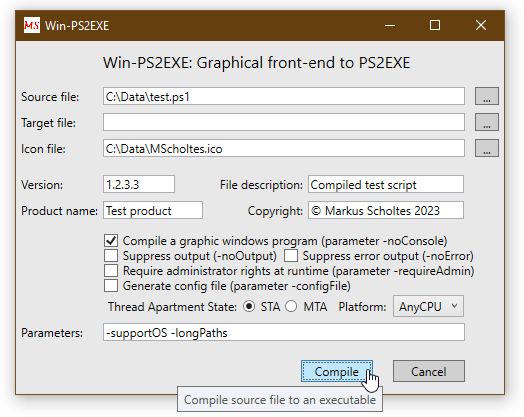 MS Win-PS2EXE
Win-PS2EXE: Graphical front-end to PS2EXE
Source file: C:\Data\test.ps1 ...
Target file: ...
Icon file: C:\Data\MScholtes.ico ...
Version: 1.2.3.3 File description: Compiled test script
Product name: Test product Copyright: © Markus Scholtes 2023
Compile a graphic windows program (parameter -noConsole)
Suppress output (-noOutput) Suppress error output (-noError)
Require administrator rights at runtime (parameter -requireAdmin)
Generate config file (parameter -configFile)
Thread Apartment State: STA MTA Platform: AnyCPU
Parameters: -supportOS -longPaths
Compile Cancel
Compile source file to an executable